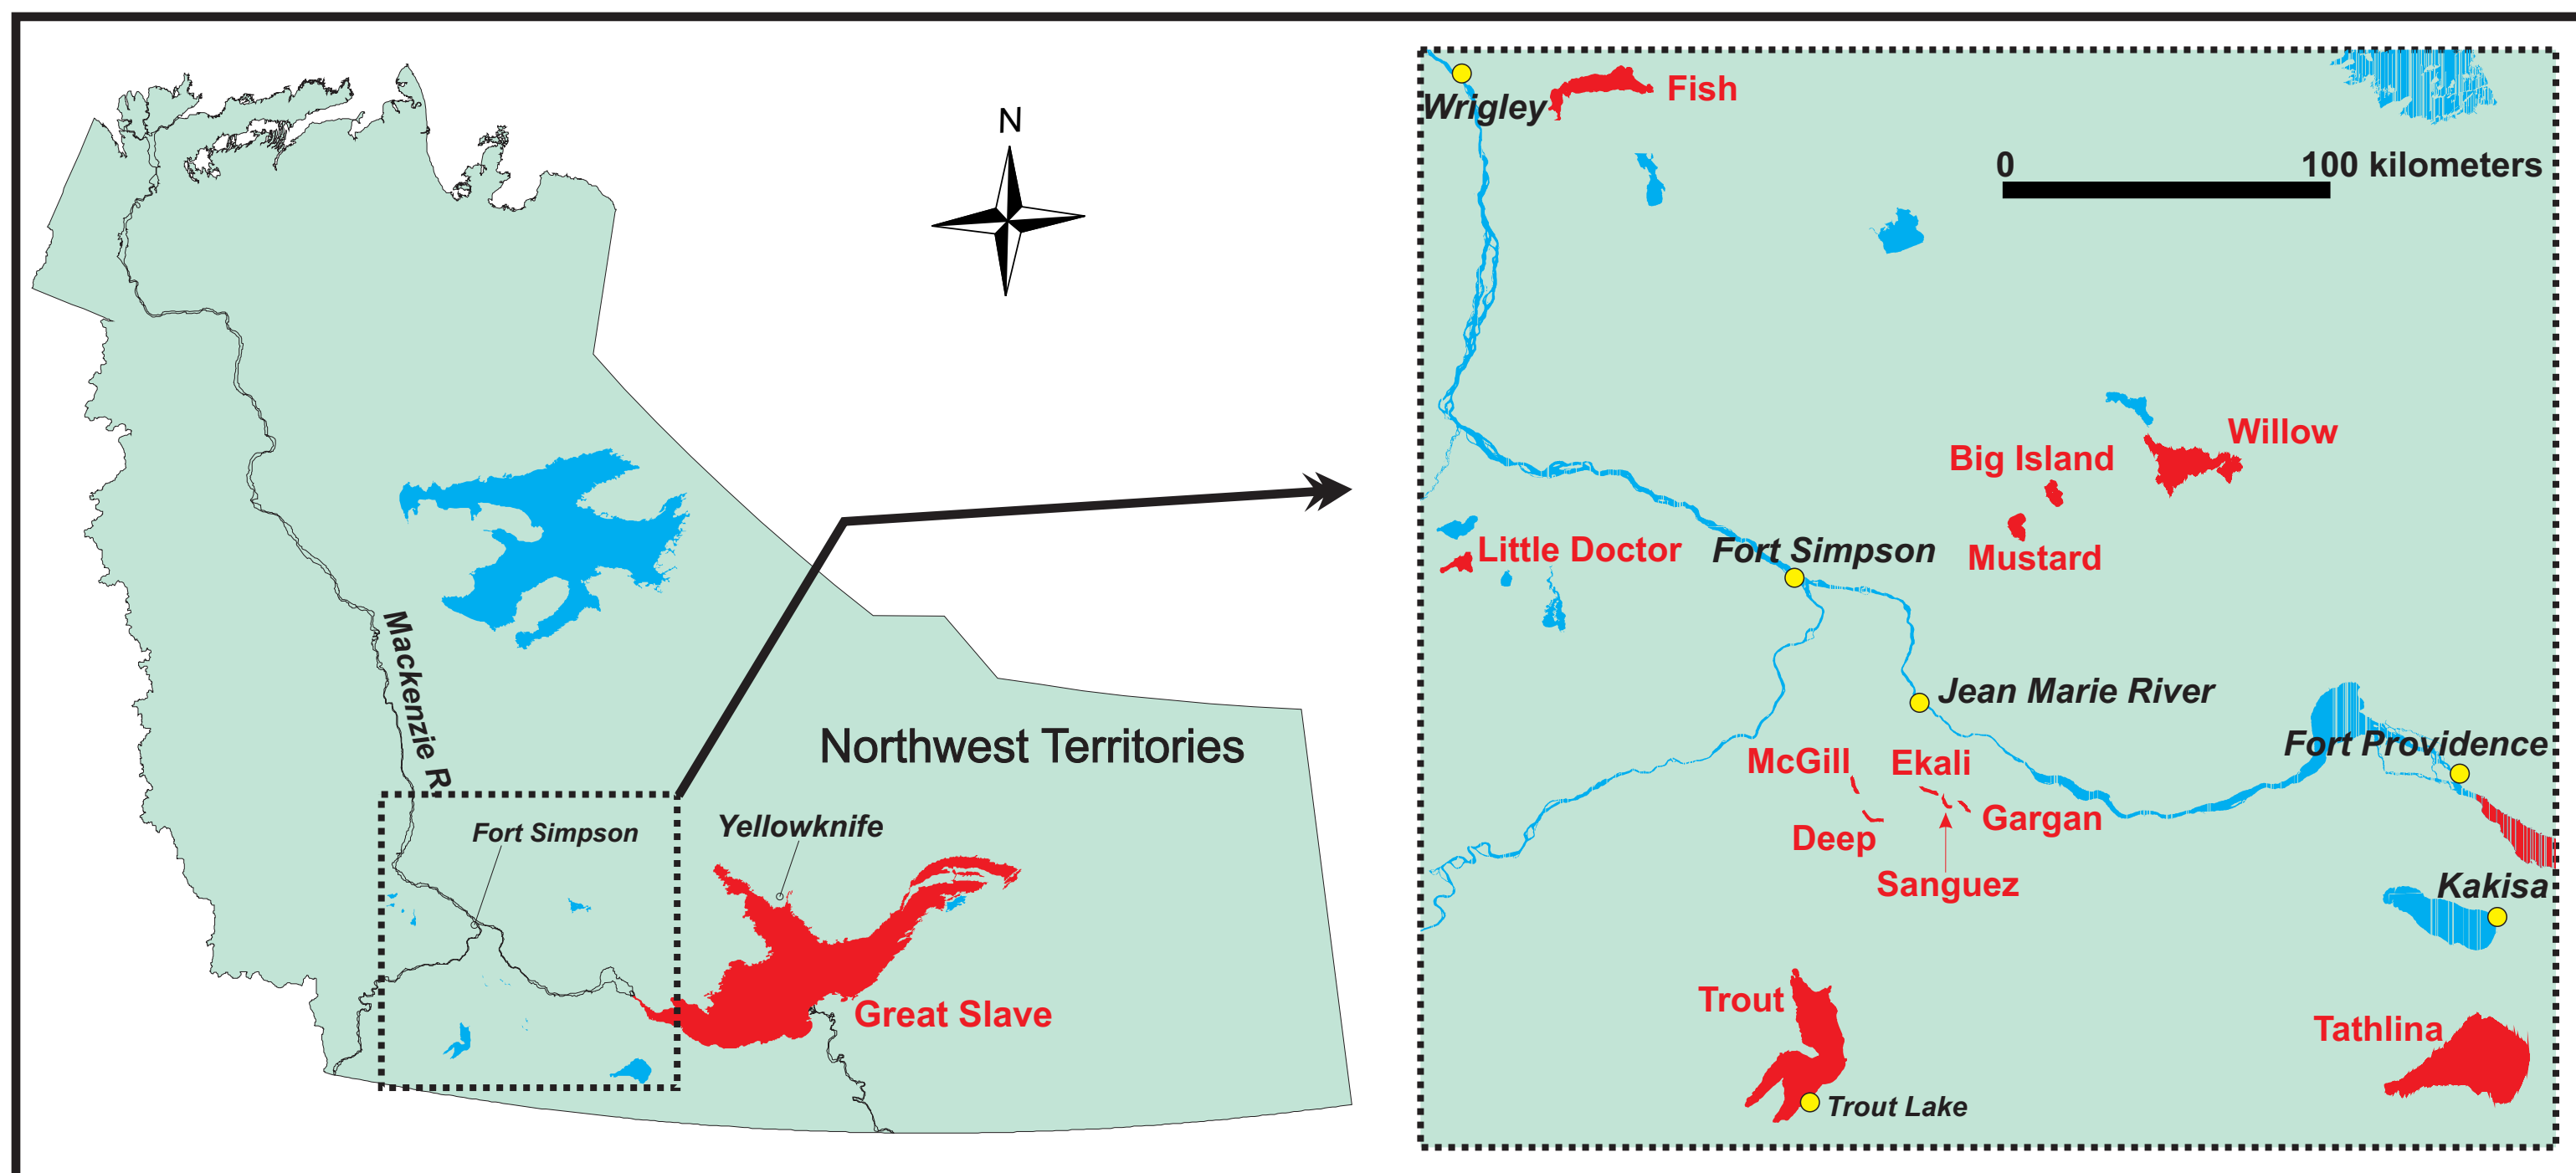 N
Mackenzie R.
Northwest Territories
Fort Simpson
Yellowknife
Great Slave
Wrigley
Fish
0
100 kilometers
Willow
Big Island
Mustard
Little Doctor
Fort Simpson
Jean Marie River
Fort Providence
McGill
Ekali
Gargan
Deep
Sanguez
Kakisa
Trout
Tathlina
Trout Lake